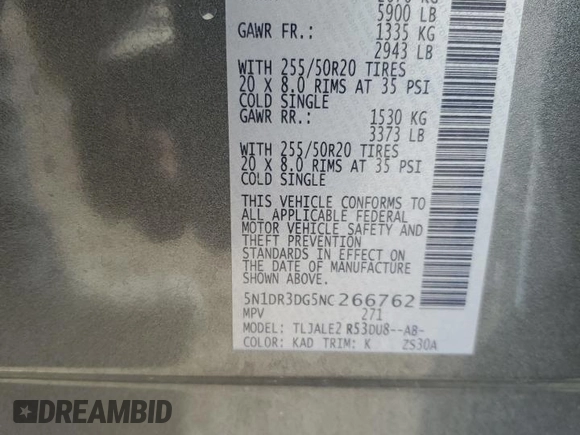 5900 LB
GAWR FR.: 1335 KG
2943 LB
WITH 255/50R20 TIRES
20 X 8.0 RIMS AT 35 PSI
COLD SINGLE
GAWR RR.: 1530 KG
3373 LB
WITH 255/50R20 TIRES
20 X 8.0 RIMS AT 35 PSI
COLD SINGLE
THIS VEHICLE CONFORMS TO
ALL APPLICABLE FEDERAL
MOTOR VEHICLE SAFETY AND
THEFT PREVENTION
STANDARDS IN EFFECT ON
THE DATE OF MANUFACTURE
SHOWN ABOVE.
5N1DR3DG5NC266762
MPV 271
MODEL: TLJALE2 R53DU8--AB-
COLOR: KAD TRIM: K 2S30A
DREAMBID